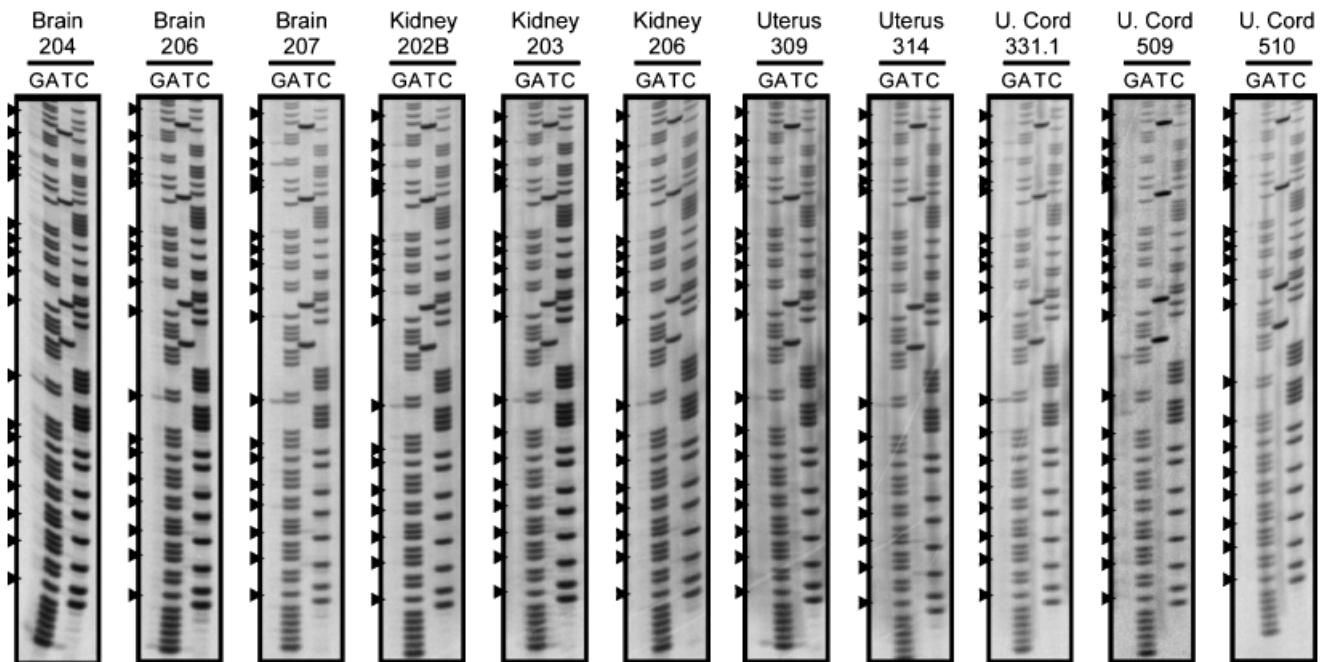 Brain Brain Brain Kidney Kidney Kidney Uterus Uterus U. Cord U. Cord U. Cord
204 206 207 202B 203 206 309 314 331.1 509 510
GATC GATC GATC GATC GATC GATC GATC GATC GATC GATC GATC